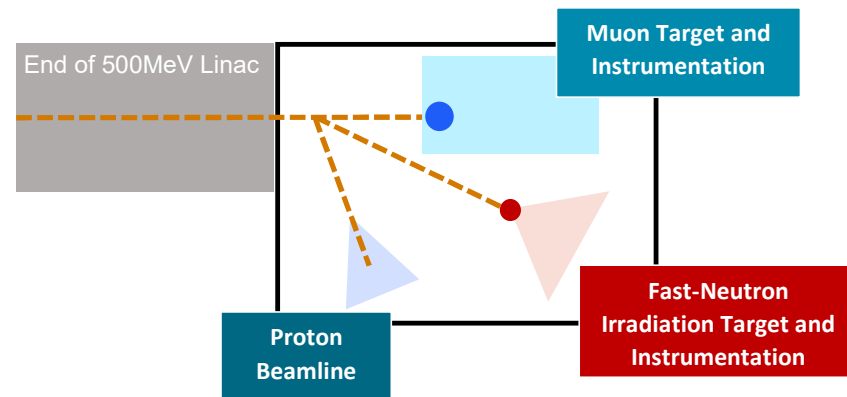 End of 500MeV Linac
Muon Target and
Instrumentation
Fast-Neutron
Irradiation Target and
Instrumentation
Proton
Beamline